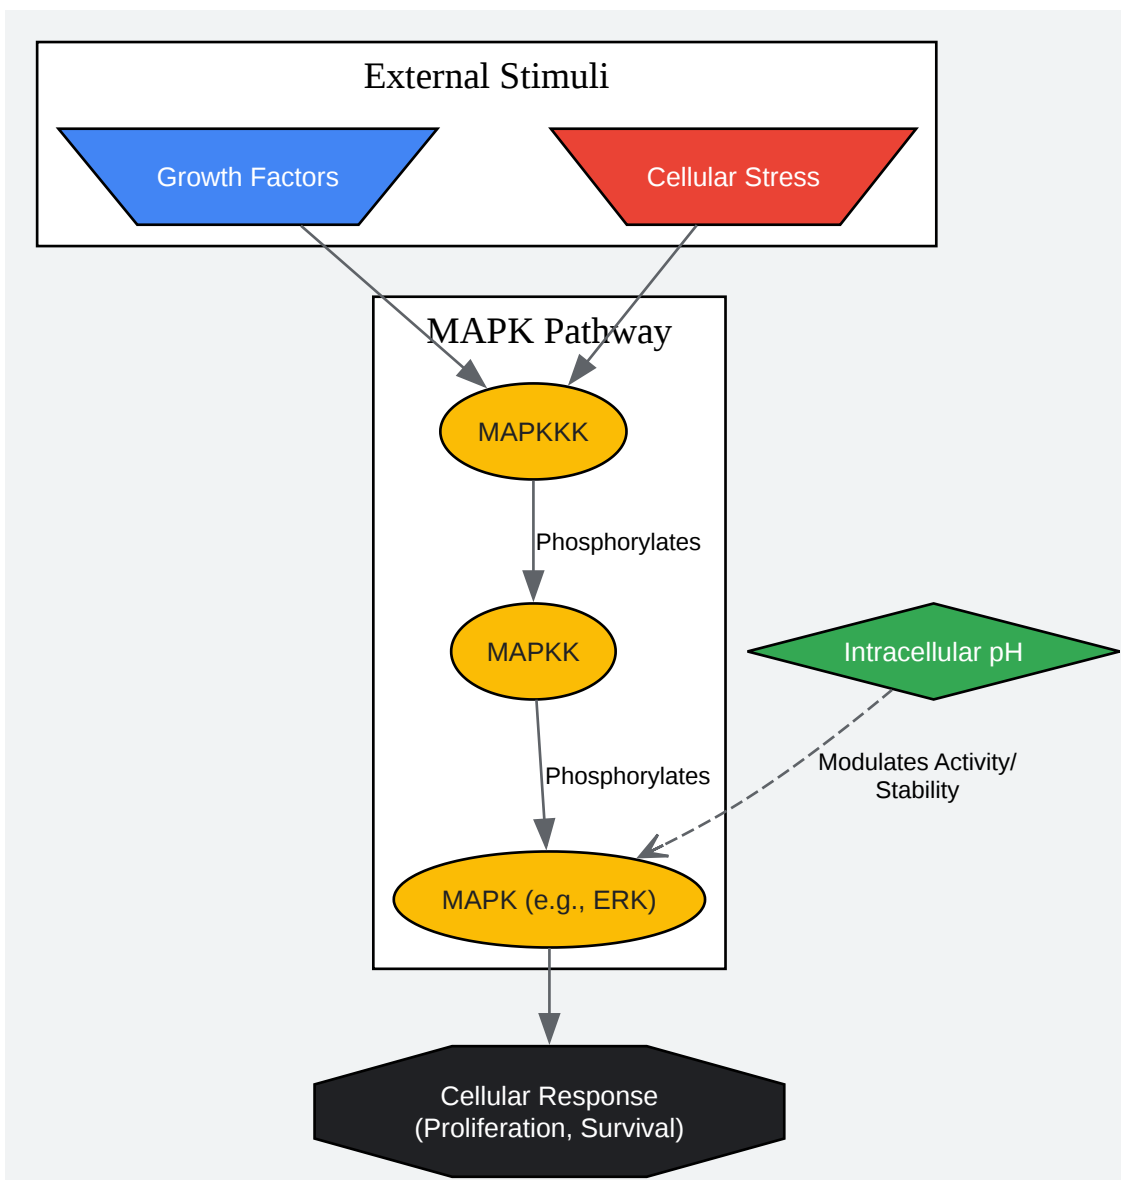 External Stimuli
Growth Factors
Cellular Stress
MAPK Pathway
MAPKKK
Phosphorylates
MAPKK
Intracellular pH
Phosphorylates
Modulates Activity/
Stability
MAPK (e.g., ERK)
Cellular Response
(Proliferation, Survival)